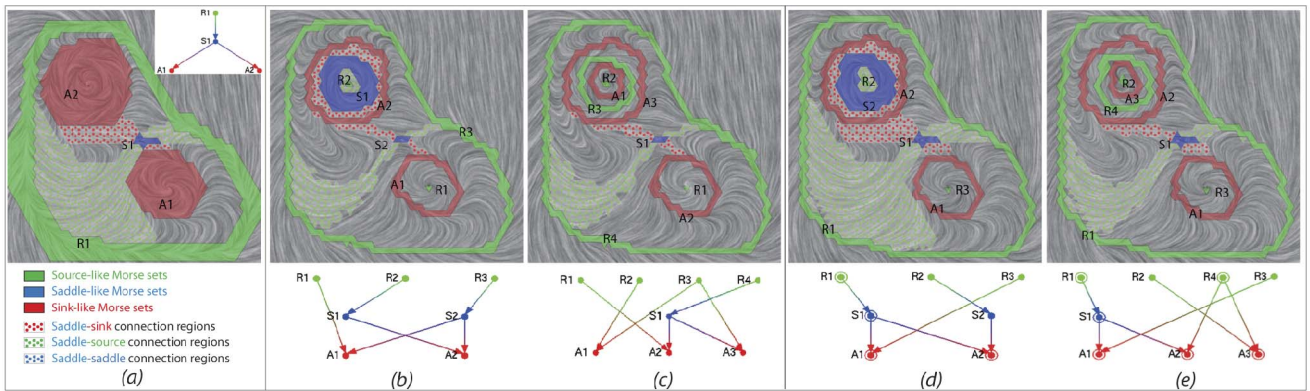 R1
S1
A1 A2
A2
S1
A1
R1
Source-like Morse sets
Saddle-like Morse sets
Sink-like Morse sets
Saddle-sink connection regions
Saddle-source connection regions
Saddle-saddle connection regions
(a)
R2
S1
A2
R3
S2
A1 R1
R1 R2 R3
S1 S2
A1 A2
(b)
R2
A1
R3 A3
S1
R1
A2
R4
R1 R2 R3 R4
S1
A1 A2 A3
(c)
R2
A2
S2
S1
R3
A1
R1
R1 R2 R3
S1 S2
A1 A2
(d)
R2
A3 A2
R4
S1
R3
A1
R1
R1 R2 R4 R3
S1
A1 A2 A3
(e)